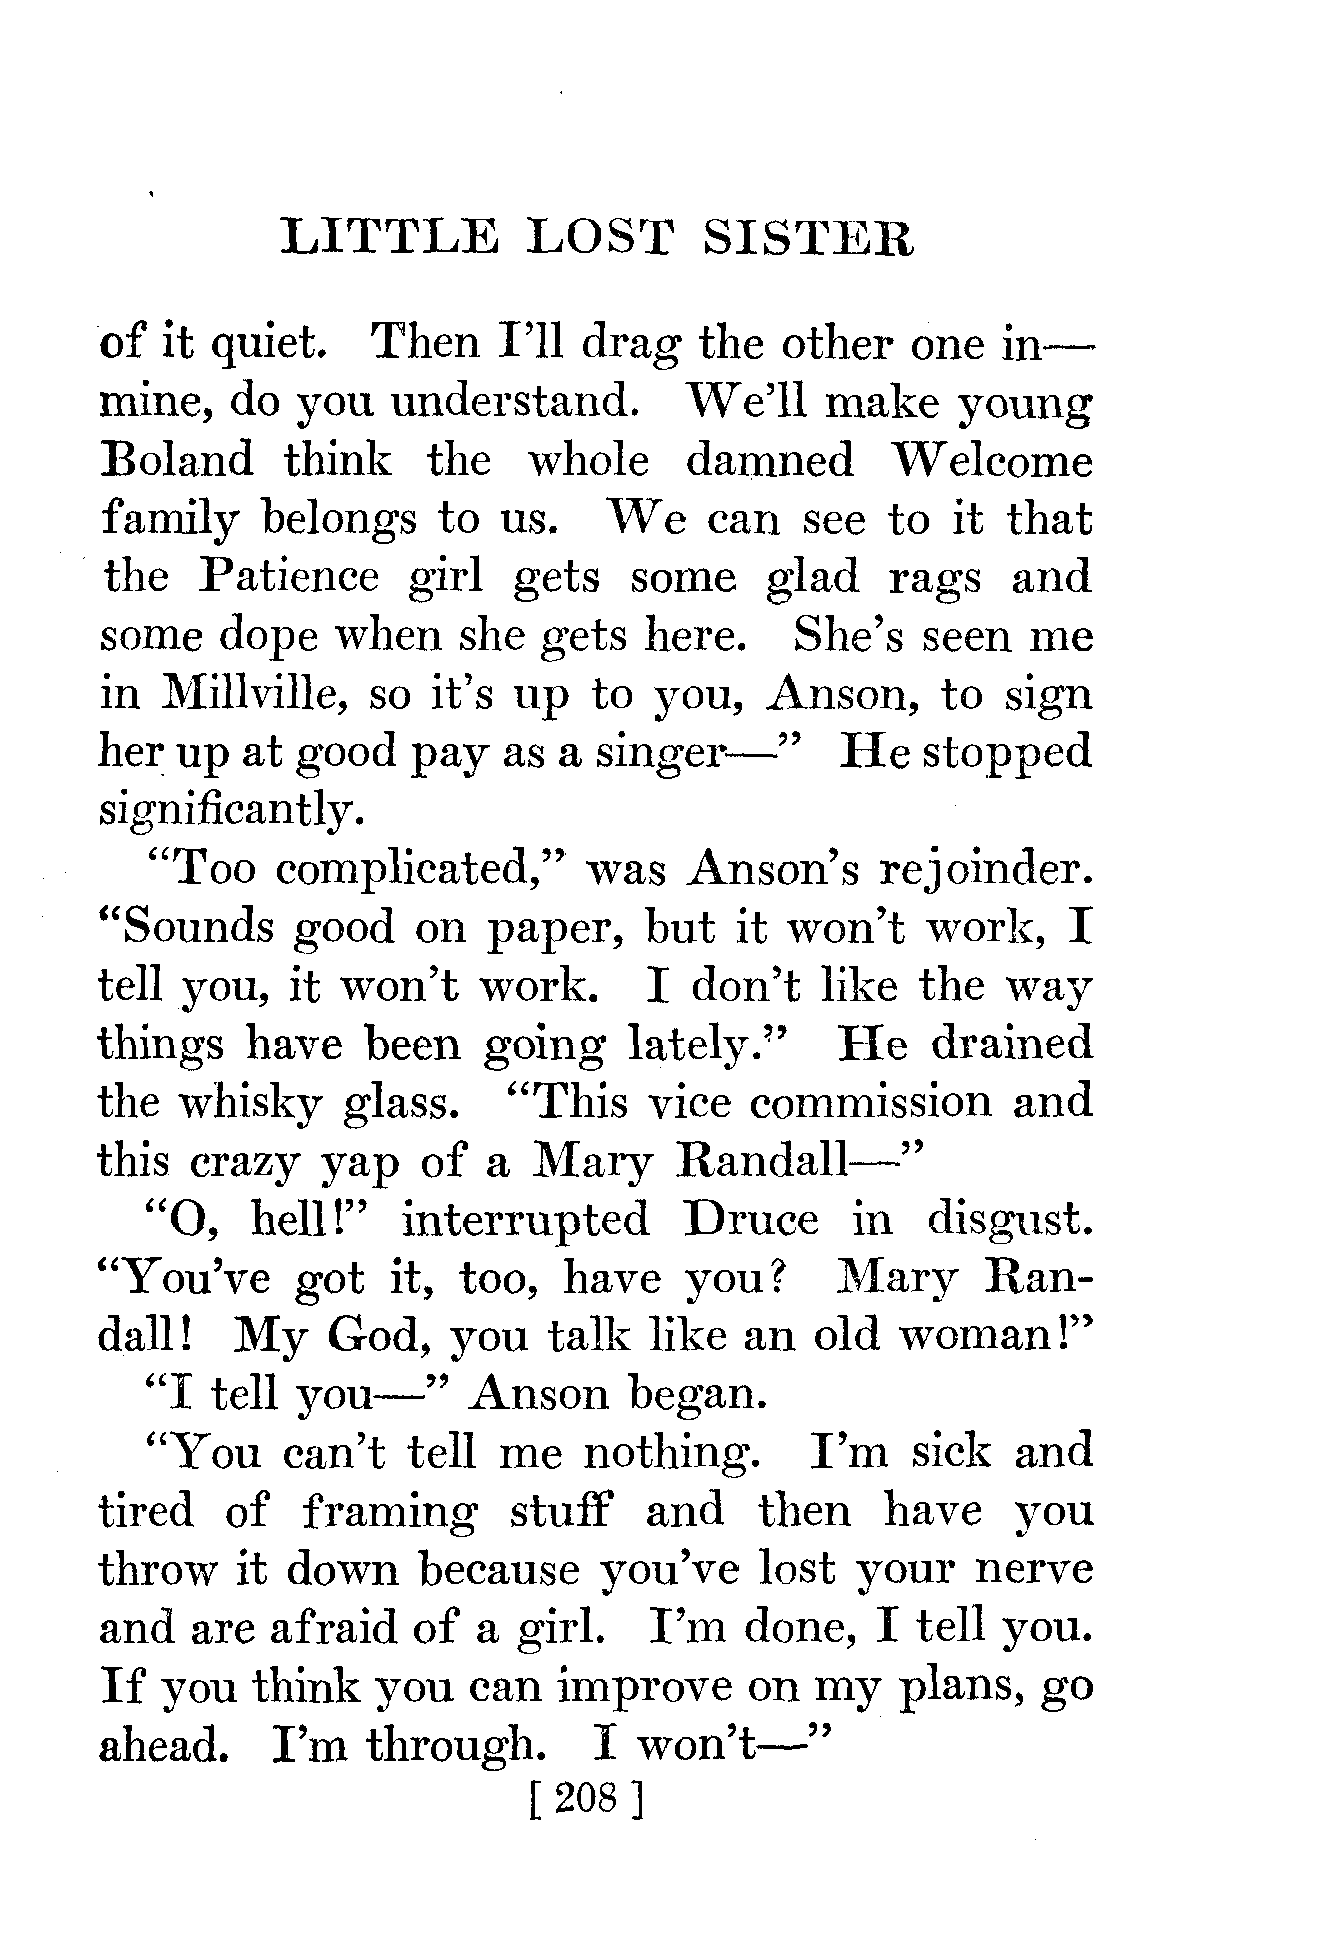 LITTLE LOST SISTER
of it quiet. Then I'll drag the other one in—
mine, do you understand. We'll make young
Boland think the whole damned Welcome
family belongs to us. We can see to it that
the Patience girl gets some glad rags and
some dope when she gets here. She's seen me
in Millville, so it's up to you, Anson, to sign
her up at good pay as a singer—” He stopped
significantly.
“Too complicated,” was Anson's rejoinder.
“Sounds good on paper, but it won't work, I
tell you, it won't work. I don't like the way
things have been going lately.” He drained
the whisky glass. “This vice commission and
this crazy yap of a Mary Randall—”
“O, hell!” interrupted Druce in disgust.
“You've got it, too, have you? Mary Ran-
dall! My God, you talk like an old woman!”
“I tell you—” Anson began.
“You can't tell me nothing. I'm sick and
tired of framing stuff and then have you
throw it down because you've lost your nerve
and are afraid of a girl. I'm done, I tell you.
If you think you can improve on my plans, go
ahead. I'm through. I won't—”
[ 208 ]